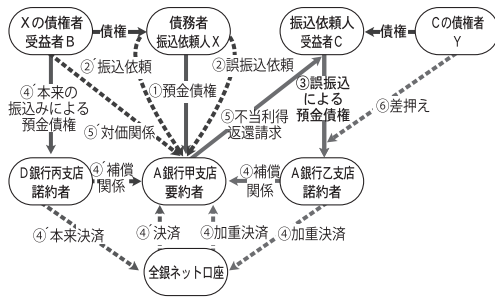 Xの債権者
受益者B
債権
債務者
振込依頼人X
振込依頼人
受益者C
債権
Cの債権者
Y
②´振込依頼
②誤振込依頼
①預金債権
③誤振込
による
預金債権
④´本来の
振込みによる
預金債権
⑤不当利得
返還請求
⑥差押え
⑤´対価関係
D銀行丙支店
諾約者
④´補償
関係
A銀行甲支店
要約者
④補償
関係
A銀行乙支店
諾約者
④´本来決済
④´決済
④加重決済
④加重決済
全銀ネット口座